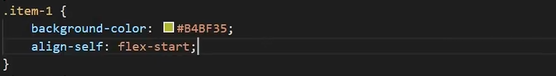 .item-1 {
    background-color: #B4BF35;
    align-self: flex-start;
}